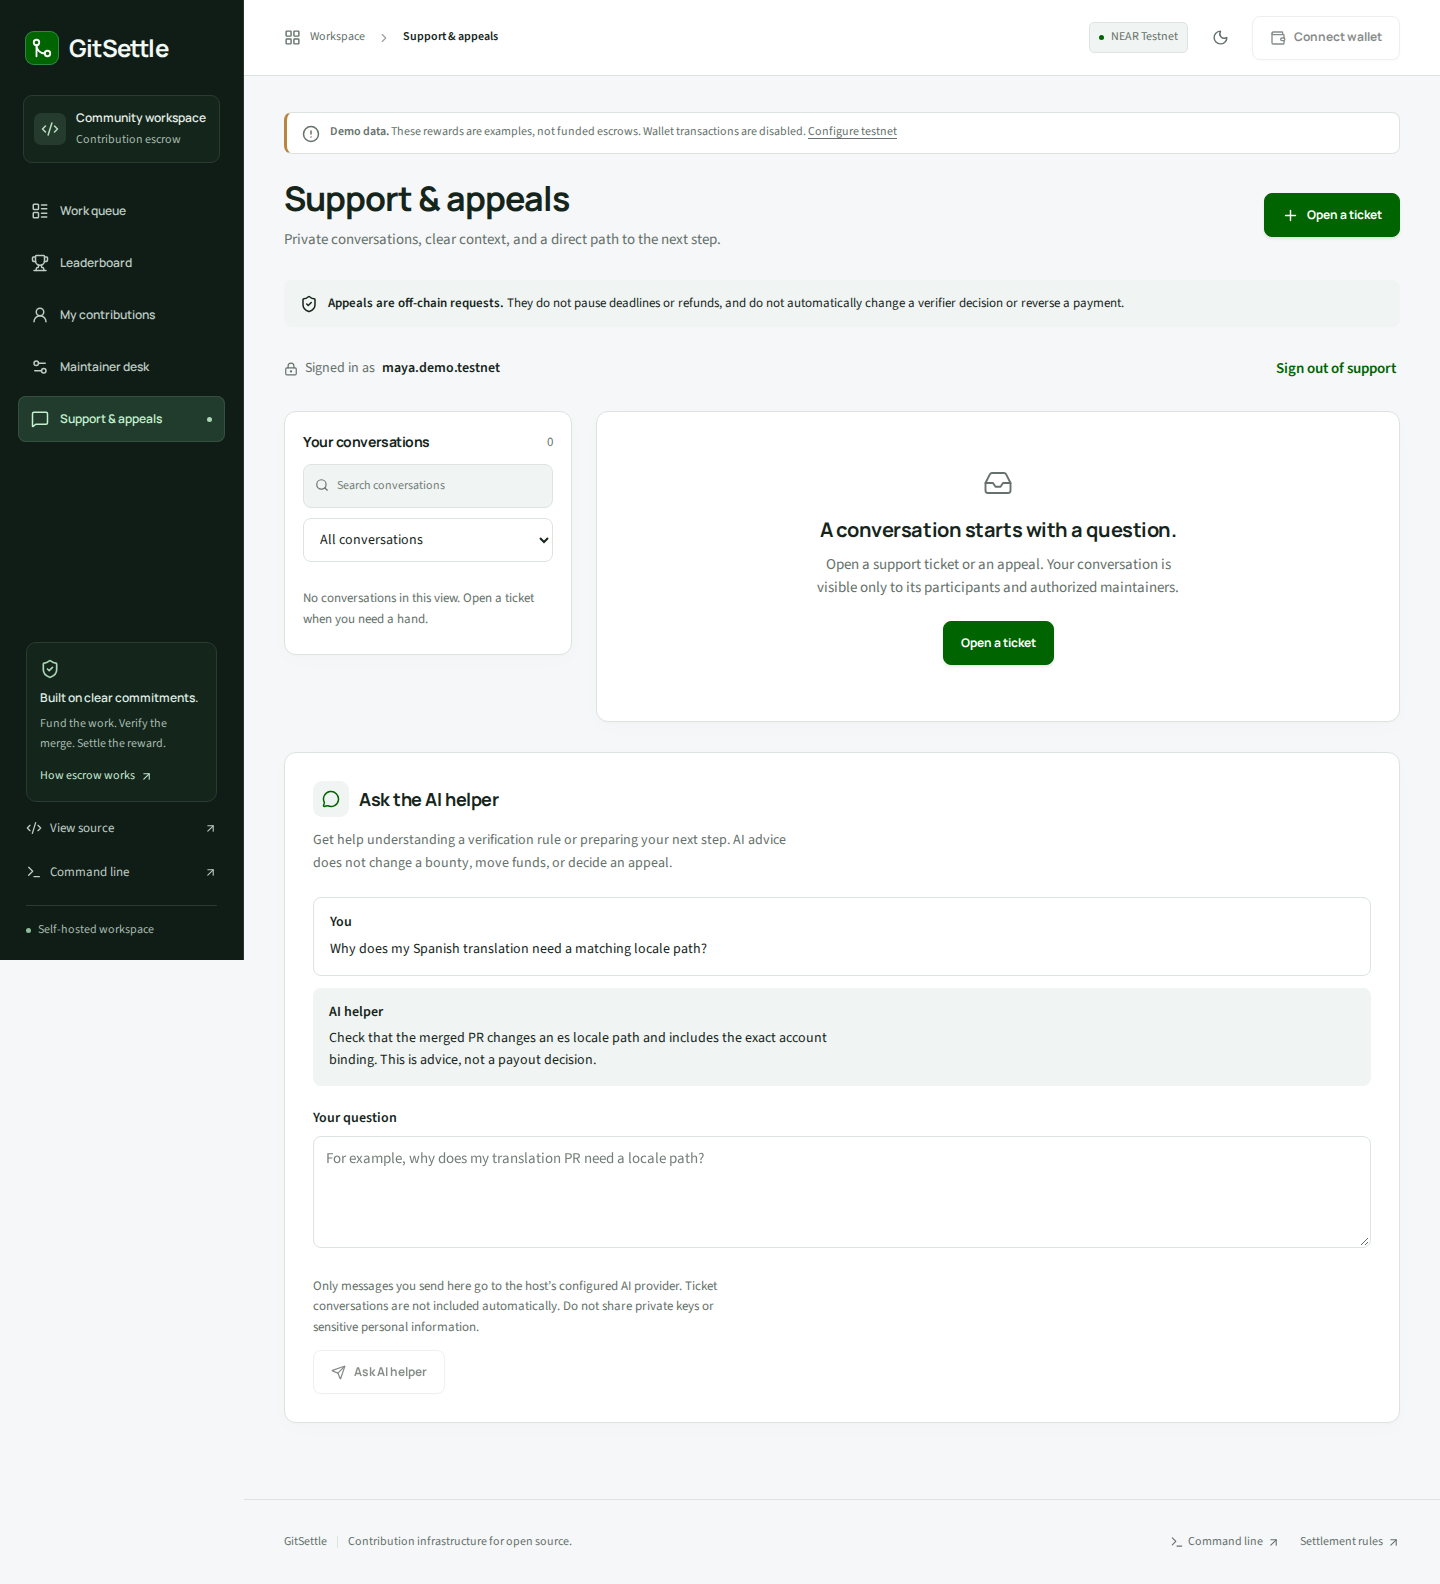 GitSettle
Community workspace
Contribution escrow
Work queue
Leaderboard
My contributions
Maintainer desk
Support & appeals
Built on clear commitments.
Fund the work. Verify the
merge. Settle the reward.
How escrow works
View source
Command line
Self-hosted workspace
Workspace
Support & appeals
NEAR Testnet
Connect wallet
Demo data. These rewards are examples, not funded escrows. Wallet transactions are disabled. Configure testnet
Support & appeals
Private conversations, clear context, and a direct path to the next step.
Open a ticket
Appeals are off-chain requests. They do not pause deadlines or refunds, and do not automatically change a verifier decision or reverse a payment.
Signed in as maya.demo.testnet
Sign out of support
Your conversations 0
Search conversations
All conversations
No conversations in this view. Open a ticket
when you need a hand.
A conversation starts with a question.
Open a support ticket or an appeal. Your conversation is
visible only to its participants and authorized maintainers.
Open a ticket
Ask the AI helper
Get help understanding a verification rule or preparing your next step. AI advice
does not change a bounty, move funds, or decide an appeal.
You
Why does my Spanish translation need a matching locale path?
AI helper
Check that the merged PR changes an es locale path and includes the exact account
binding. This is advice, not a payout decision.
Your question
For example, why does my translation PR need a locale path?
Only messages you send here go to the host's configured AI provider. Ticket
conversations are not included automatically. Do not share private keys or
sensitive personal information.
Ask AI helper
GitSettle
Contribution infrastructure for open source.
Command line
Settlement rules